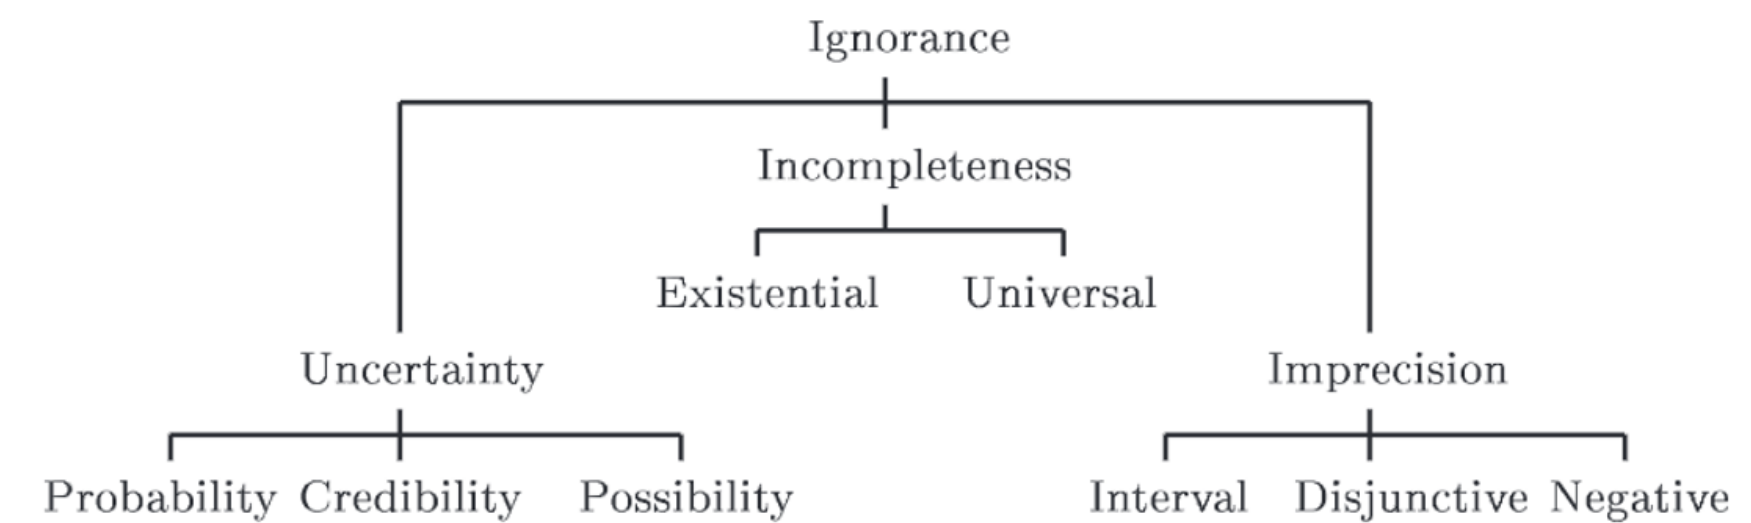 Ignorance
Incompleteness
Existential Universal
Uncertainty Imprecision
Probability Credibility Possibility Interval Disjunctive Negative